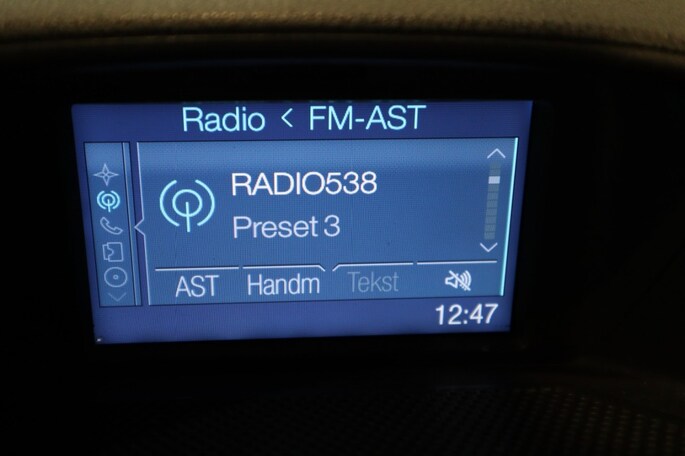 Radio < FM-AST
RADIO538
Preset 3
AST Handm Tekst
12:47